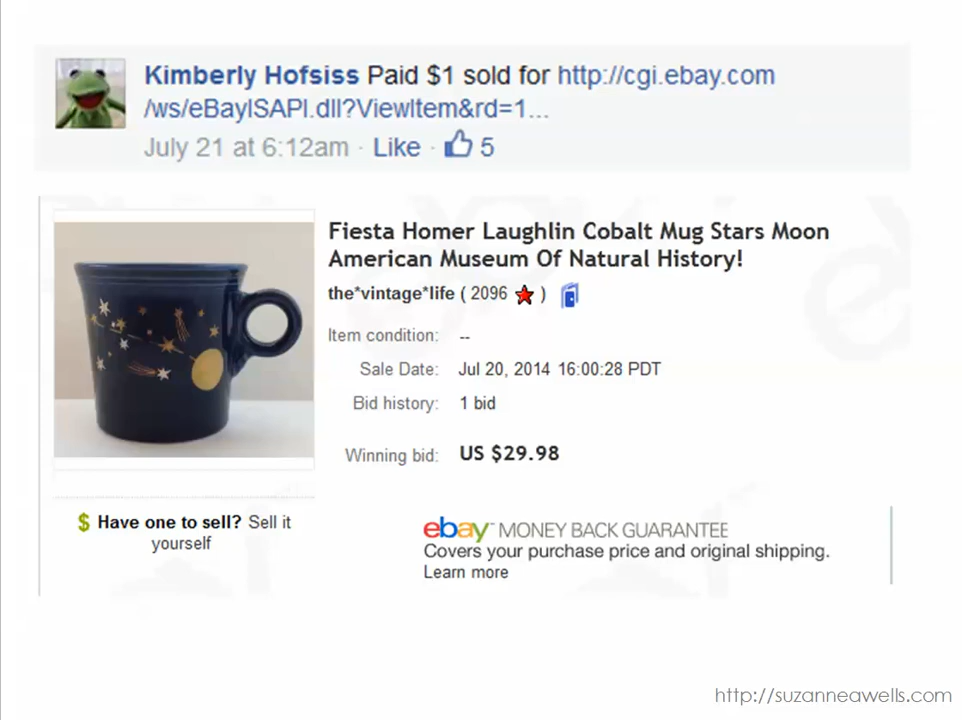 Kimberly Hofsiss Paid $1 sold for http://cgi.ebay.com
/ws/eBayISAPI.dll?ViewItem&rd=1...
July 21 at 6:12am · Like · 5
Fiesta Homer Laughlin Cobalt Mug Stars Moon
American Museum Of Natural History!
the*vintage*life ( 2096 )
Item condition: --
Sale Date: Jul 20, 2014 16:00:28 PDT
Bid history: 1 bid
Winning bid: US $29.98
$ Have one to sell? Sell it
yourself
ebay™ MONEY BACK GUARANTEE
Covers your purchase price and original shipping.
Learn more
http://suzanneawells.com